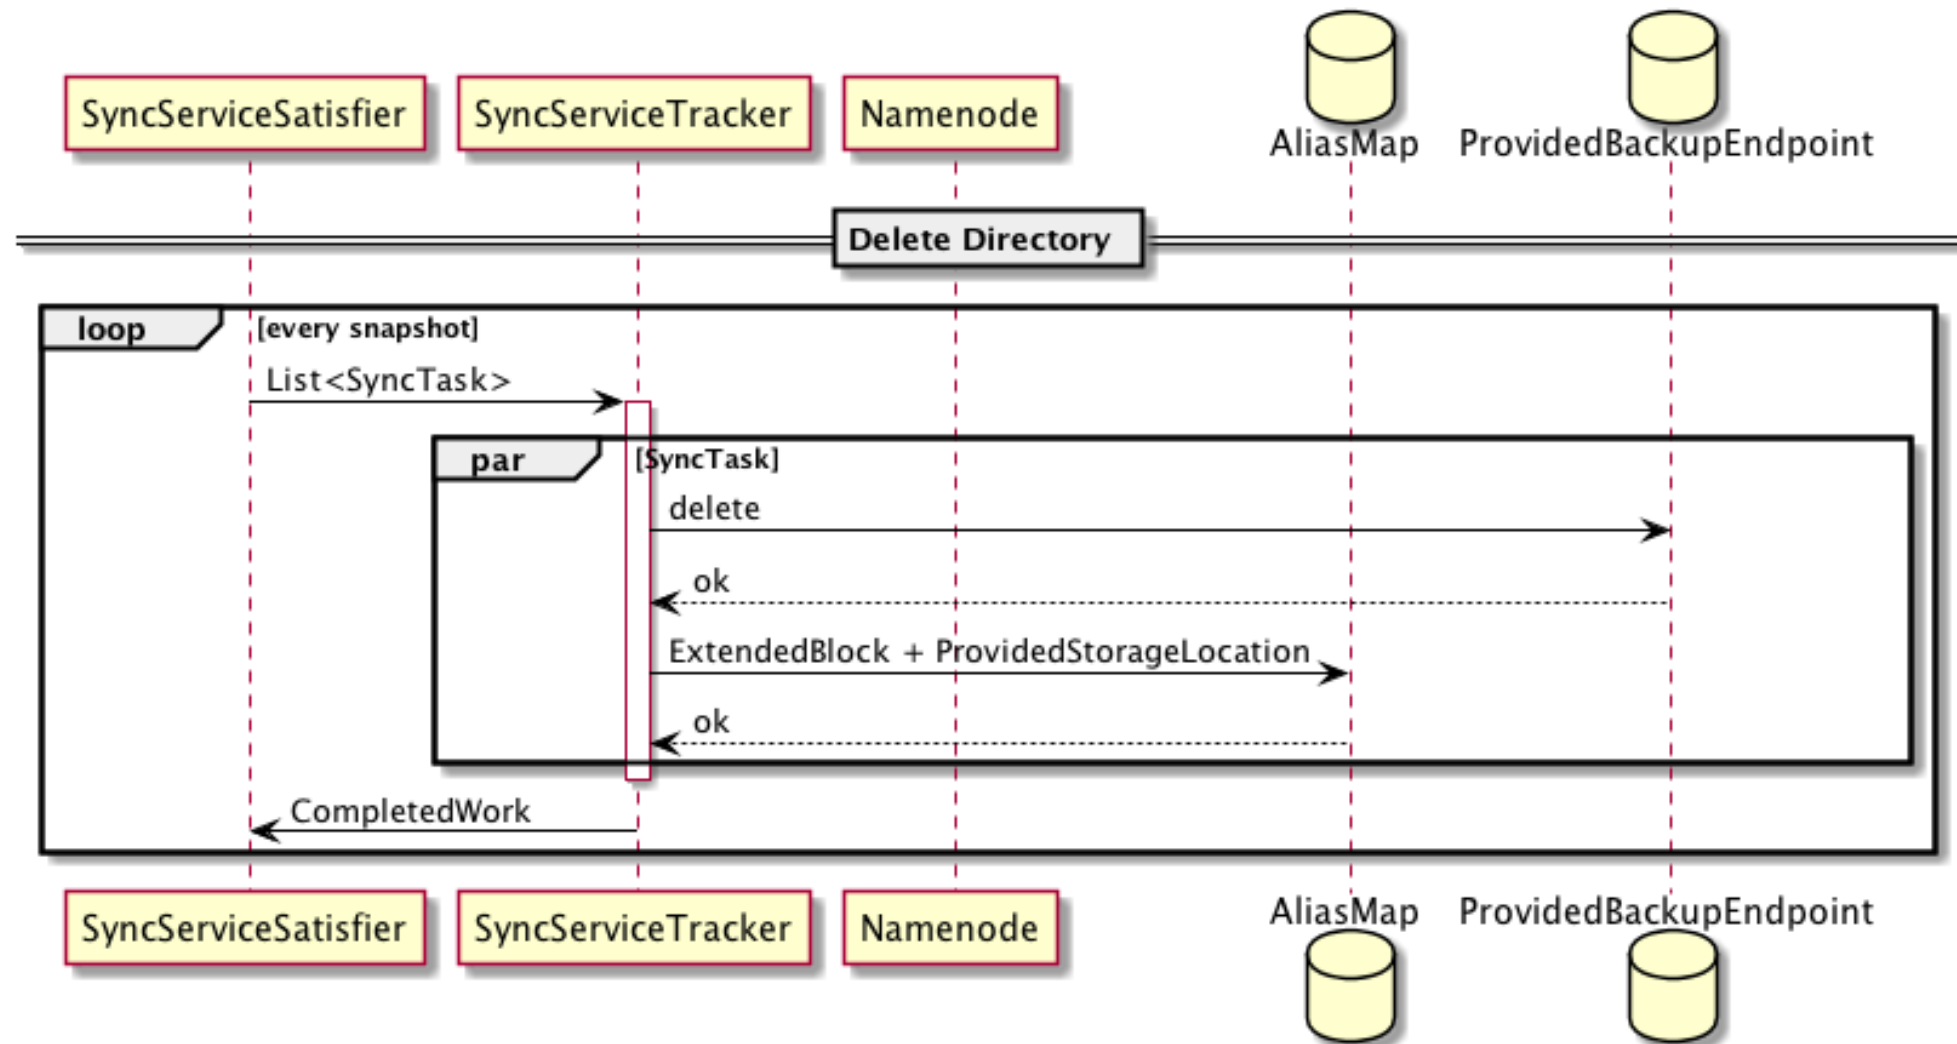 SyncServiceSatisfier SyncServiceTracker Namenode AliasMap ProvidedBackupEndpoint
Delete Directory
loop [every snapshot]
List<SyncTask>
par [SyncTask]
delete
ok
ExtendedBlock + ProvidedStorageLocation
ok
CompletedWork
SyncServiceSatisfier SyncServiceTracker Namenode AliasMap ProvidedBackupEndpoint